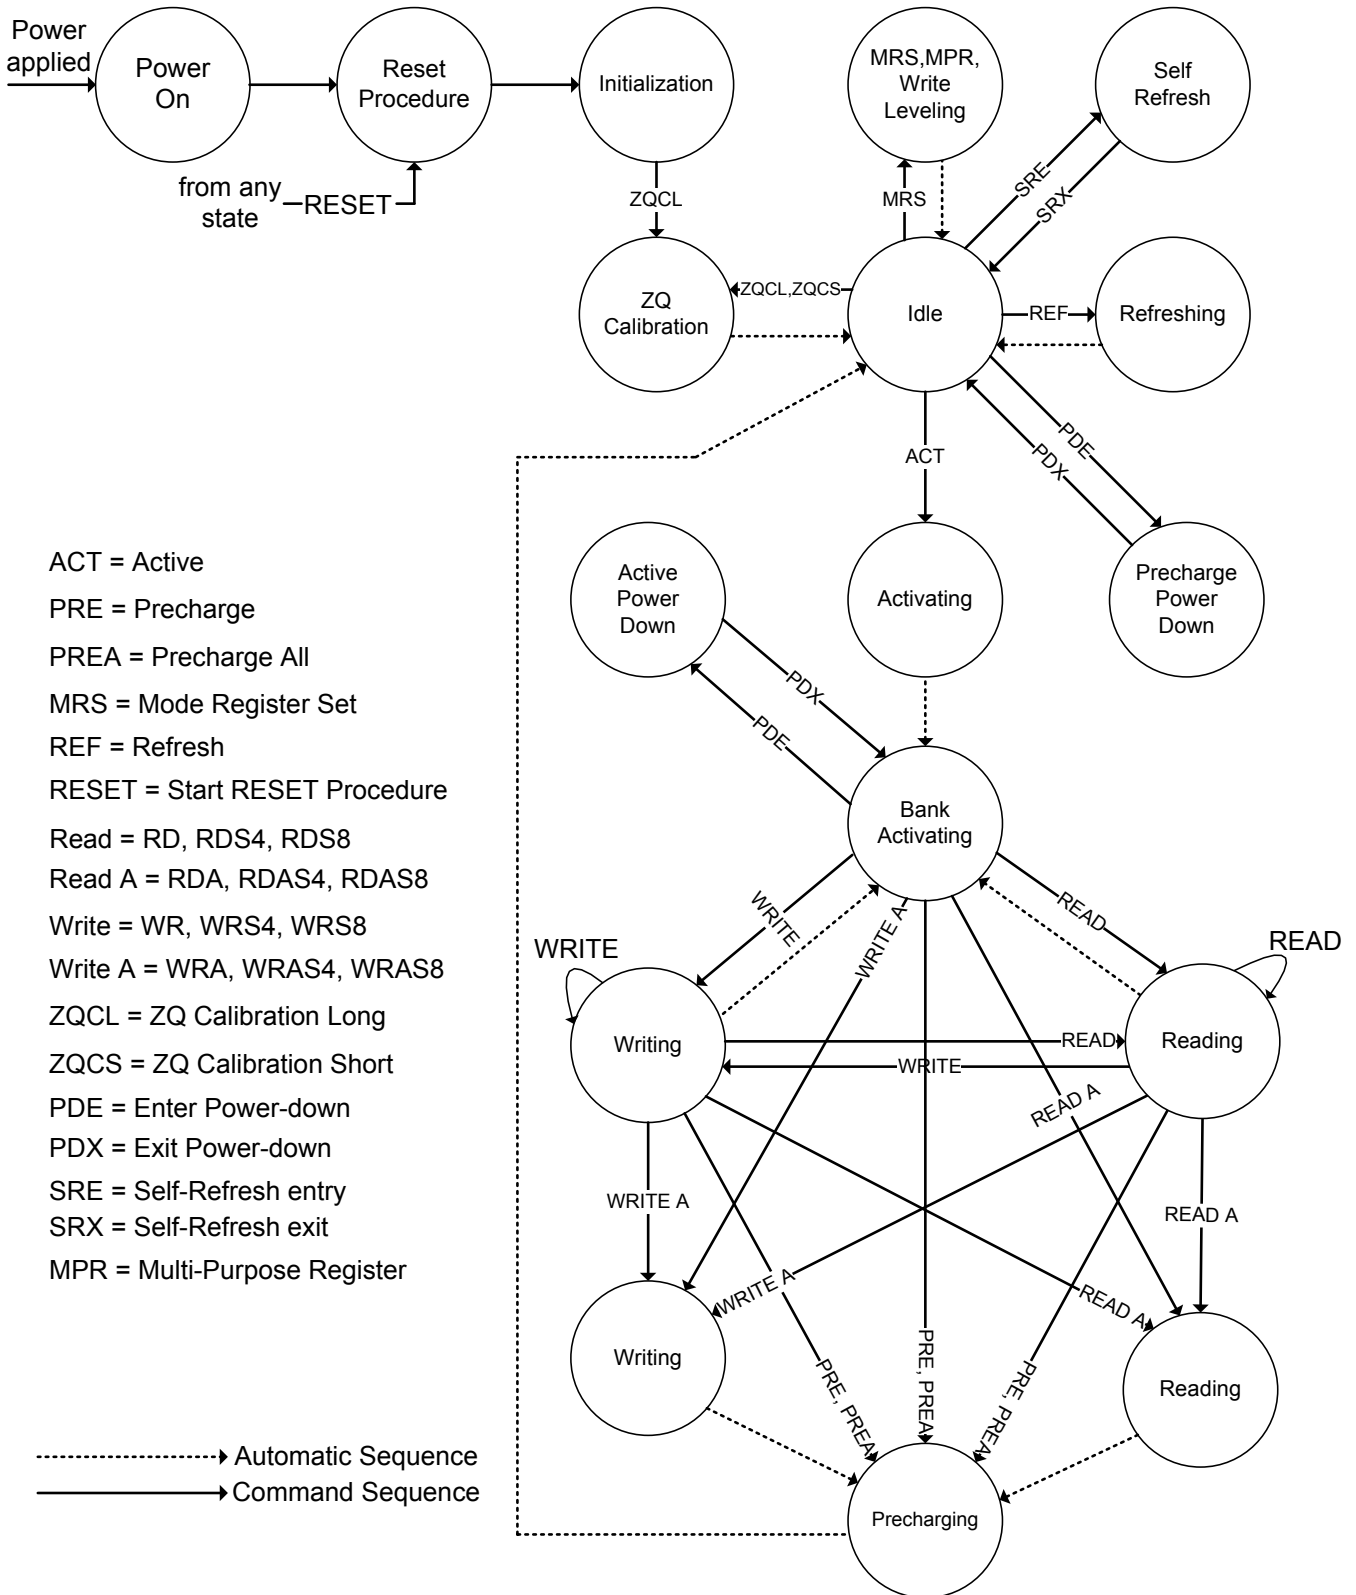 Power
applied
Power
On
Reset
Procedure
Initialization
MRS,MPR,
Write
Leveling
Self
Refresh
from any
state
RESET
ZQCL
MRS
SRE
SRX
ZQ
Calibration
ZQCL,ZQCS
Idle
REF
Refreshing
ACT
PDE
PDX
Active
Power
Down
Activating
Precharge
Power
Down
PDX
PDE
Bank
Activating
WRITE
WRITE A
READ
WRITE
READ
Writing
READ
WRITE
Reading
READ A
WRITE A
READ A
WRITE A
READ A
Writing
PRE, PREA
PRE, PREA
PRE, PREA
Reading
Precharging
ACT = Active
PRE = Precharge
PREA = Precharge All
MRS = Mode Register Set
REF = Refresh
RESET = Start RESET Procedure
Read = RD, RDS4, RDS8
Read A = RDA, RDAS4, RDAS8
Write = WR, WRS4, WRS8
Write A = WRA, WRAS4, WRAS8
ZQCL = ZQ Calibration Long
ZQCS = ZQ Calibration Short
PDE = Enter Power-down
PDX = Exit Power-down
SRE = Self-Refresh entry
SRX = Self-Refresh exit
MPR = Multi-Purpose Register
Automatic Sequence
Command Sequence